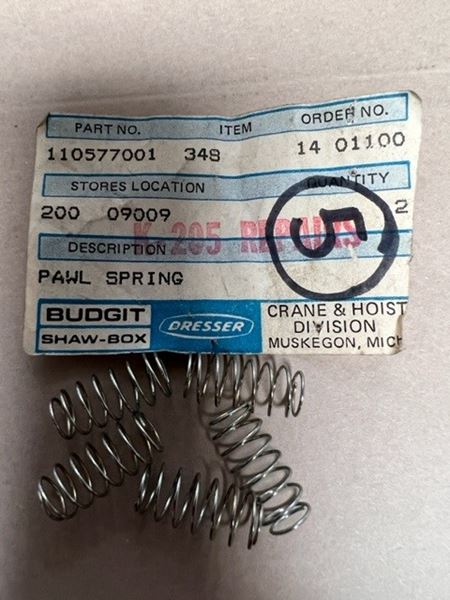 PART NO. ITEM ORDER NO.
110577001 348 14 01100
STORES LOCATION QUANTITY
200 09009 2
K 205 REPAIRS
5
DESCRIPTION
PAWL SPRING
BUDGIT
SHAW-BOX
DRESSER
CRANE & HOIST
DIVISION
MUSKEGON, MICH